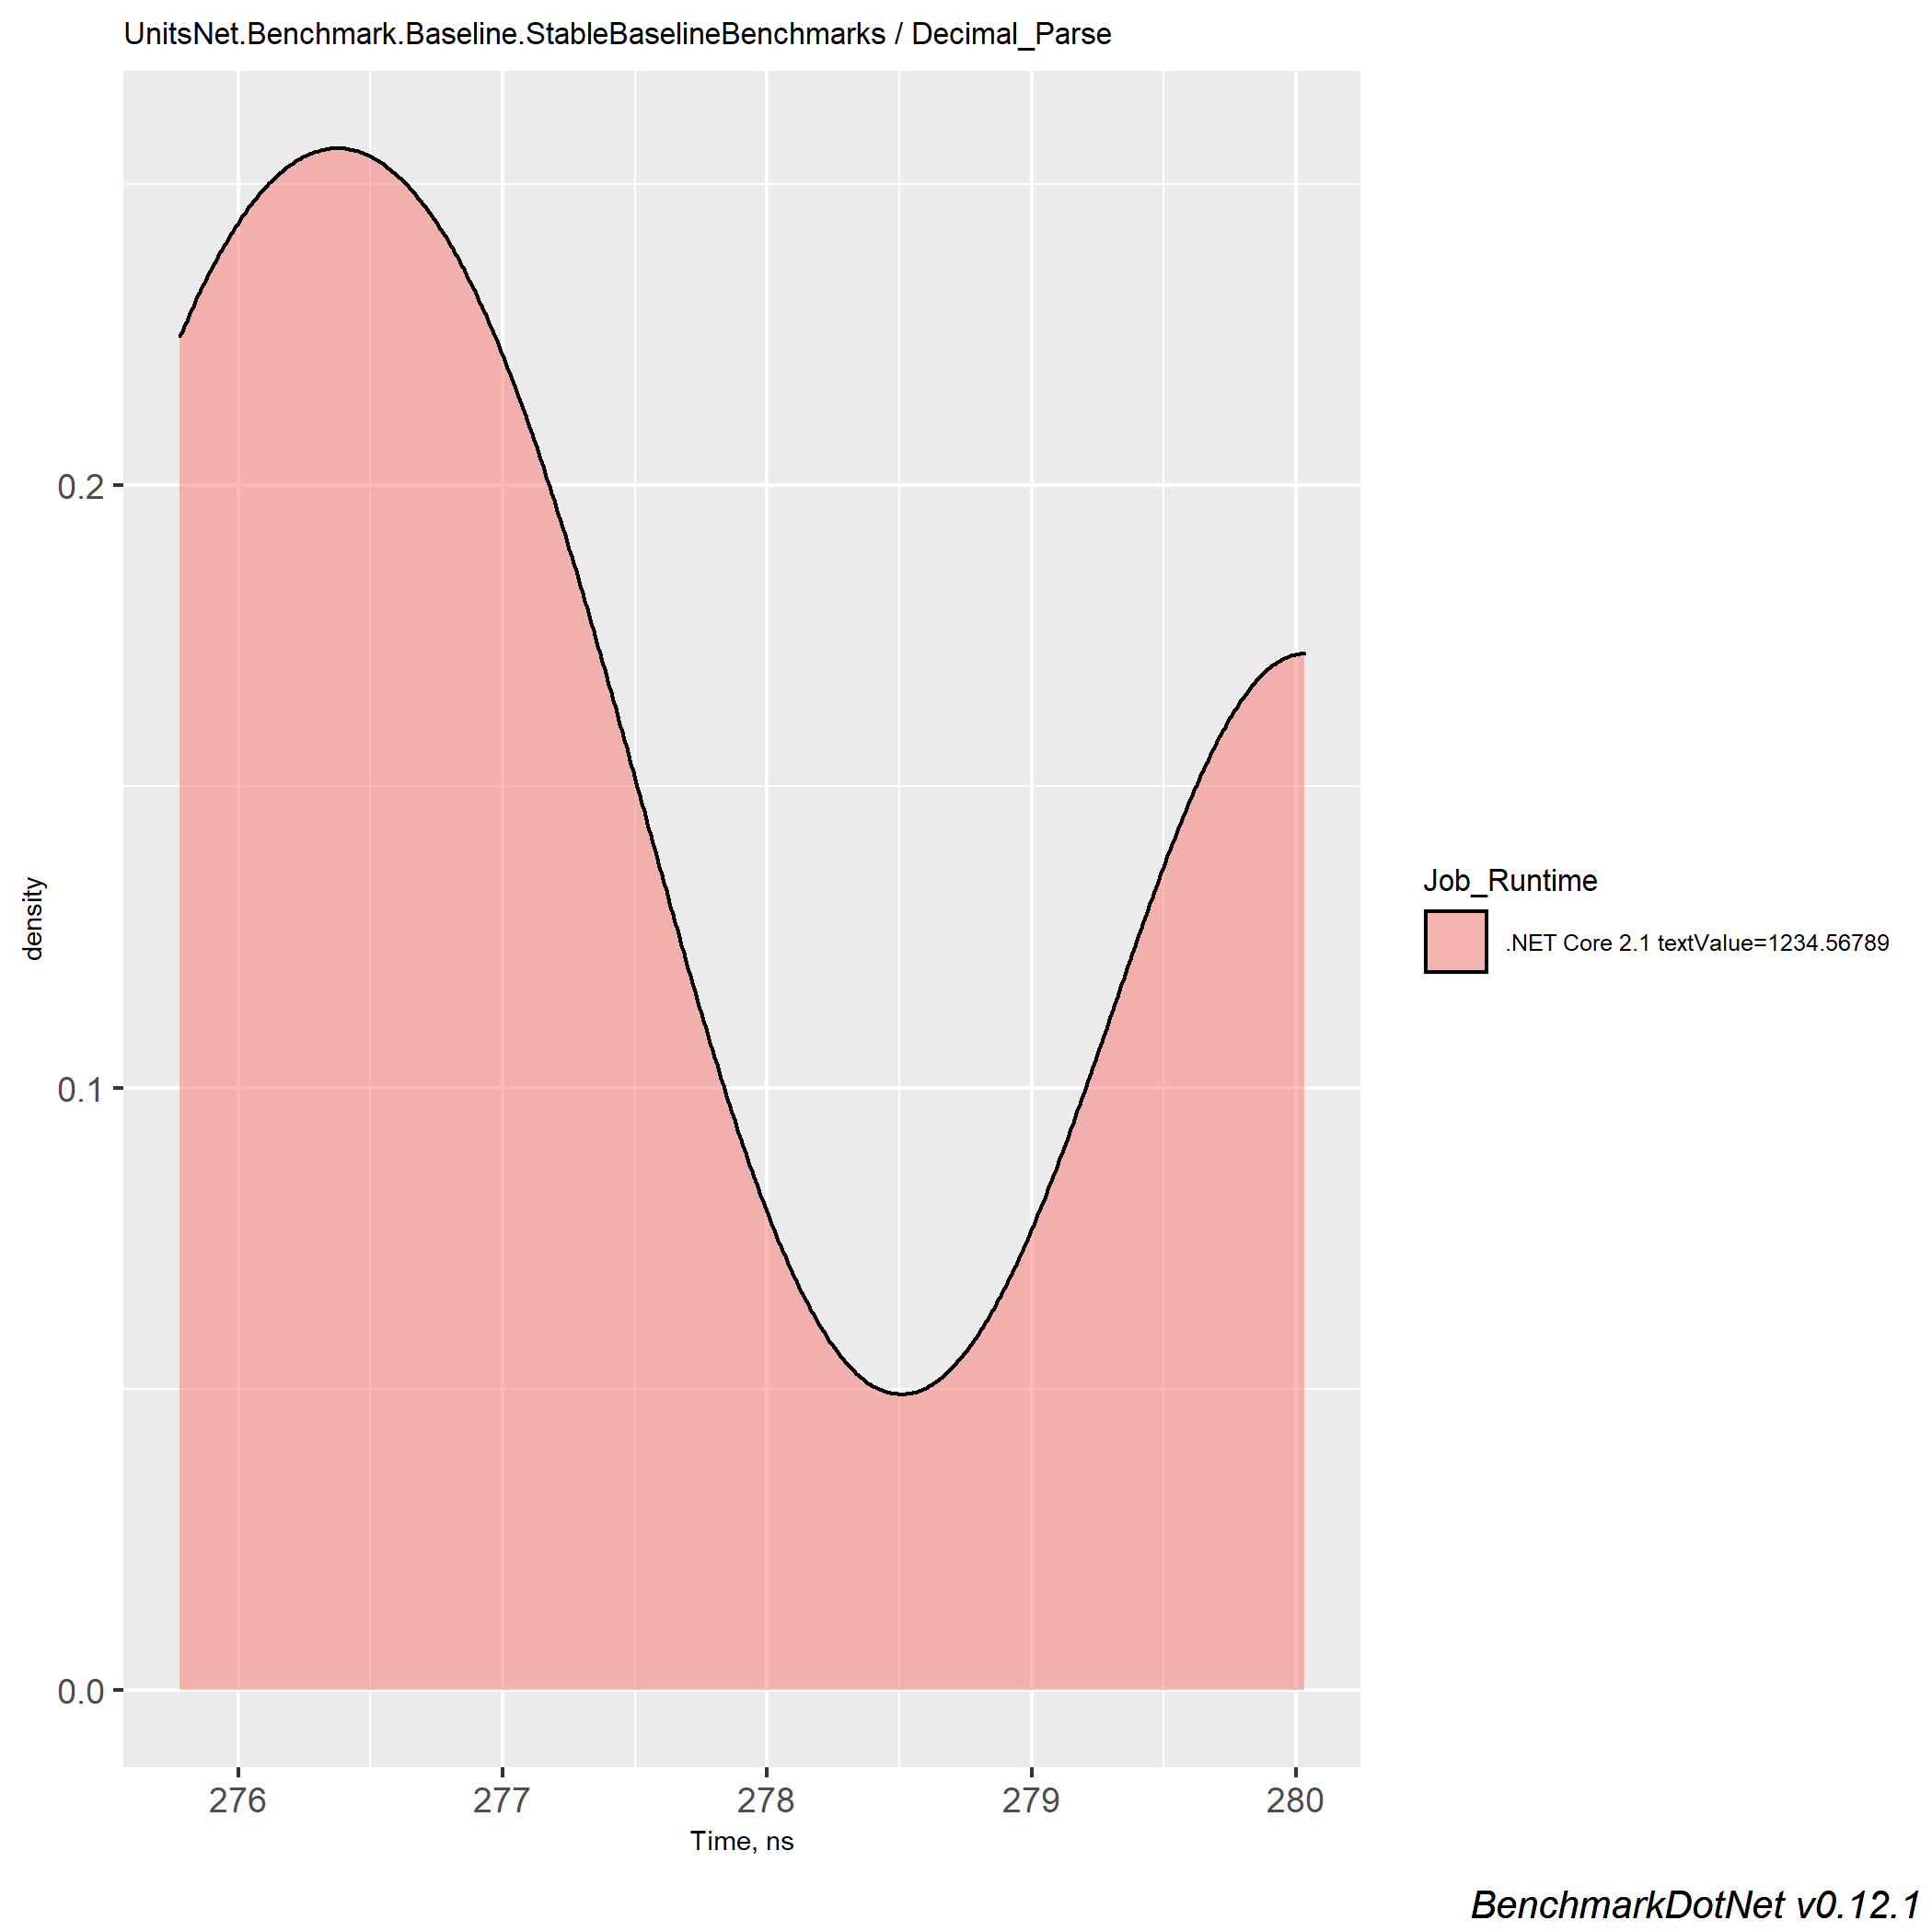 UnitsNet.Benchmark.Baseline.StableBaselineBenchmarks / Decimal_Parse
0.2
0.1
0.0
density
276 277 278 279 280
Time, ns
Job_Runtime
.NET Core 2.1 textValue=1234.56789
BenchmarkDotNet v0.12.1